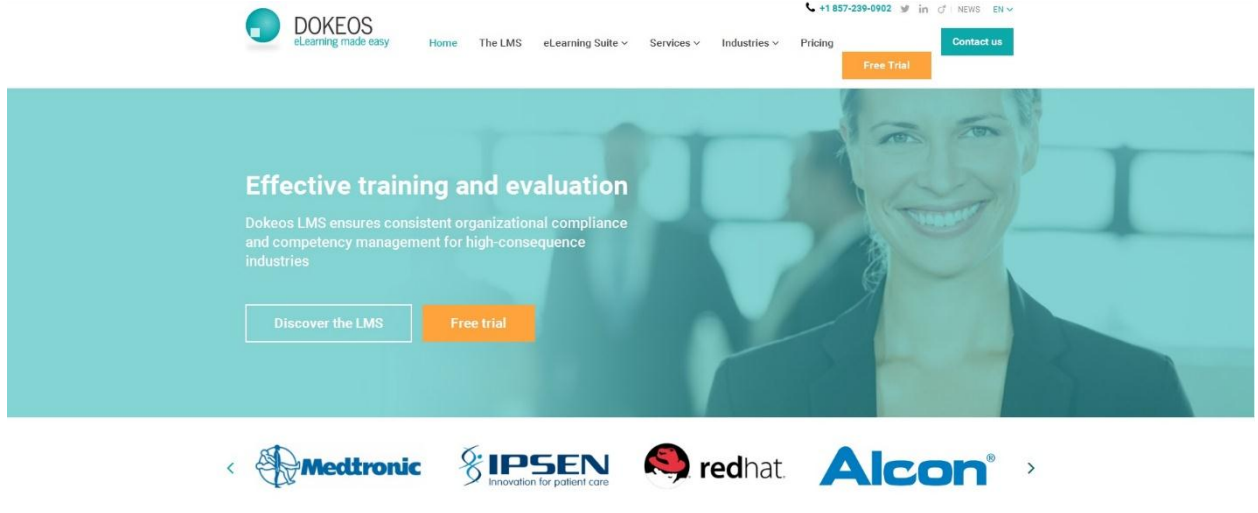 +1 857-239-0902 in NEWS EN
DOKEOS
eLearning made easy
Home The LMS eLearning Suite Services Industries Pricing
Contact us
Free Trial
Effective training and evaluation
Dokeos LMS ensures consistent organizational compliance
and competency management for high-consequence
industries
Discover the LMS Free trial
Medtronic IPSEN redhat. Alcon®
Innovation for patient care